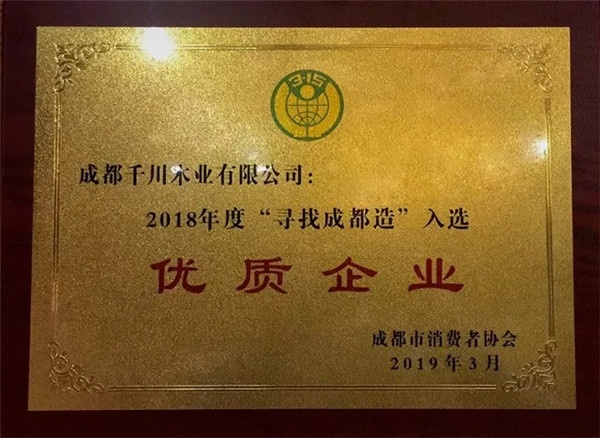 3·15
成都千川木业有限公司：
2018年度“寻找成都造”入选
优质企业
成都市消费者协会
2019年3月